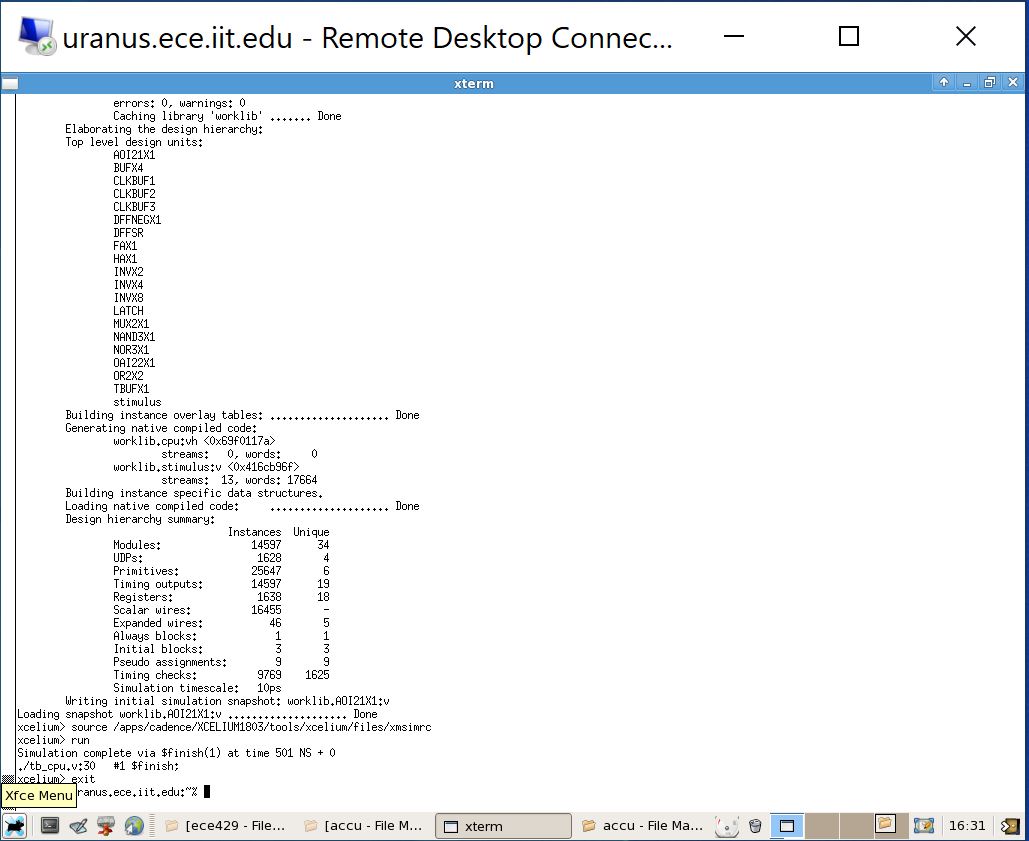 uranus.ece.iit.edu - Remote Desktop Connec...
xterm
errors: 0, warnings: 0
Caching library 'worklib' ....... Done
Elaborating the design hierarchy:
Top level design units:
AOI21X1
BUFX4
CLKBUF1
CLKBUF2
CLKBUF3
DFFNEGX1
DFFSR
FAX1
HAX1
INVX2
INVX4
INVX8
LATCH
MUX2X1
NAND3X1
NOR3X1
OAI22X1
OR2X2
TBUFX1
stimulus
Building instance overlay tables: .................... Done
Generating native compiled code:
worklib.cpu:vh <0x69f0117a>
streams: 0, words: 0
worklib.stimulus:v <0x416cb96f>
streams: 13, words: 17664
Building instance specific data structures.
Loading native compiled code: .................... Done
Design hierarchy summary:
Instances Unique
Modules: 14597 34
UDPs: 1628 4
Primitives: 25647 6
Timing outputs: 14597 19
Registers: 1638 18
Scalar wires: 16455 -
Expanded wires: 46 5
Always blocks: 1 1
Initial blocks: 3 3
Pseudo assignments: 9 9
Timing checks: 9769 1625
Simulation timescale: 10ps
Writing initial simulation snapshot: worklib.AOI21X1:v
Loading snapshot worklib.AOI21X1:v .................... Done
xcelium> source /apps/cadence/XCELIUM1803/tools/xcelium/files/xmsimrc
xcelium> run
Simulation complete via $finish(1) at time 501 NS + 0
./tb_cpu.v:30 #1 $finish;
xcelium> exit
ranus.ece.iit.edu:~%
Xfce Menu
[ece429 - File... [accu - File M... xterm accu - File Ma... 16:31